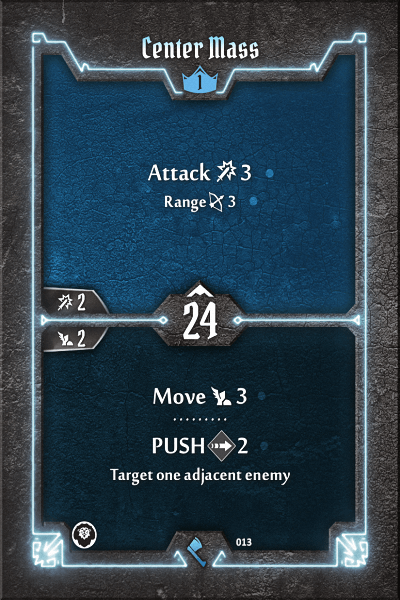 Center Mass
1
Attack 3
Range 3
2
24
2
Move 3
PUSH 2
Target one adjacent enemy
013